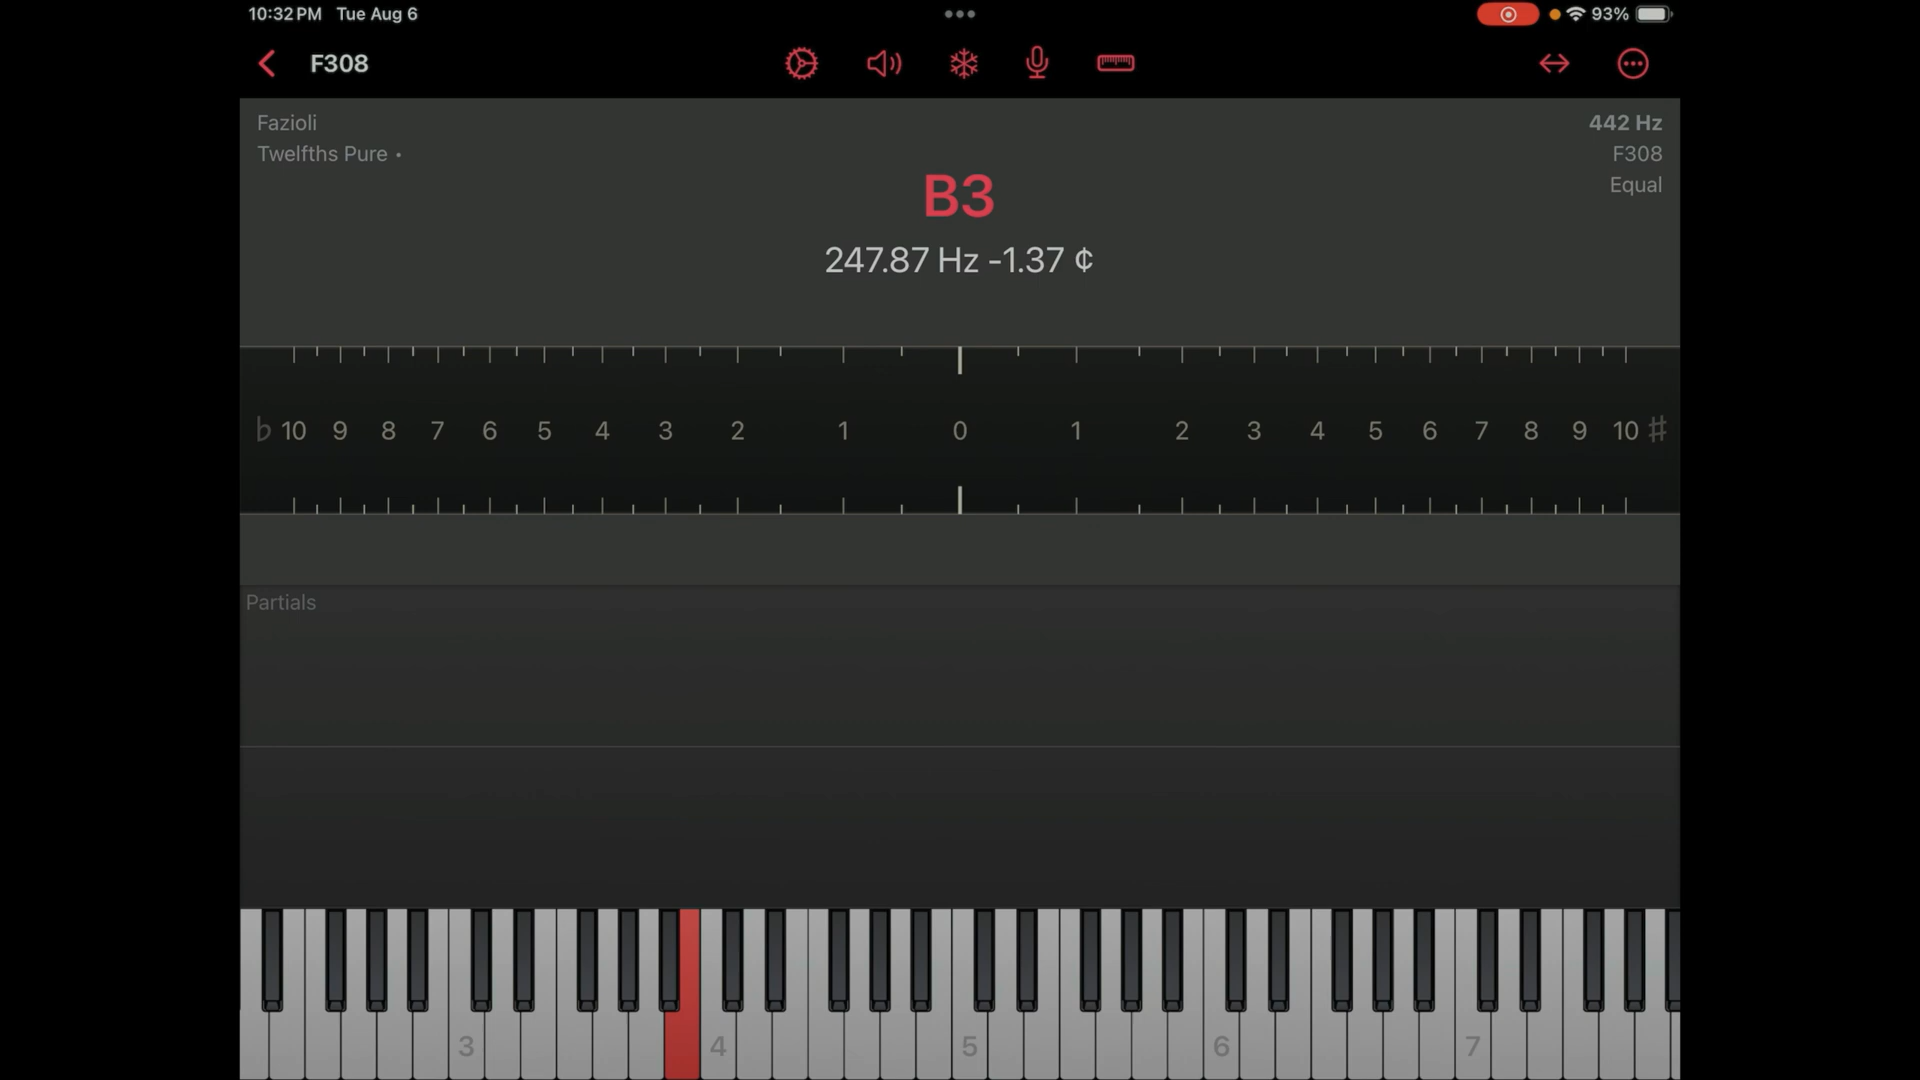 10:32 PM Tue Aug 6
93%
F308
Fazioli
Twelfths Pure •
442 Hz
F308
Equal
B3
247.87 Hz -1.37 ¢
♭ 10 9 8 7 6 5 4 3 2 1 0 1 2 3 4 5 6 7 8 9 10 ♯
Partials
3 4 5 6 7